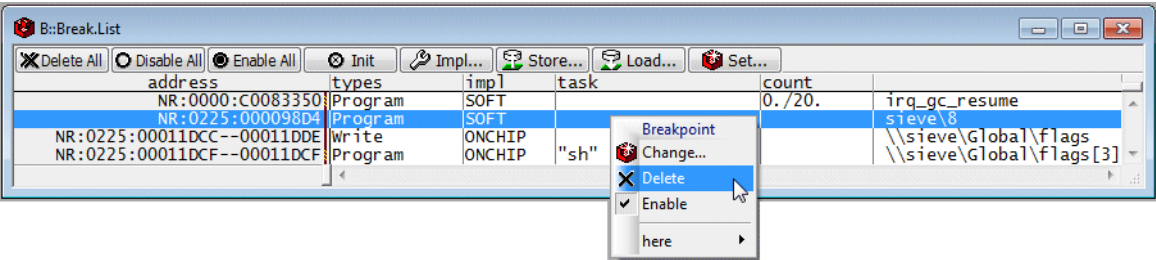 B::Break.List
Delete All Disable All Enable All Init Impl... Store... Load... Set...
address types impl task count
NR:0000:C0083350 Program SOFT 0./20. irq_gc_resume
NR:0225:000098D4 Program SOFT sieve\8
NR:0225:00011DCC--00011DDE Write ONCHIP \\sieve\Global\flags
NR:0225:00011DCF--00011DCF Program ONCHIP "sh" \\sieve\Global\flags[3]
Breakpoint
Change...
Delete
Enable
here